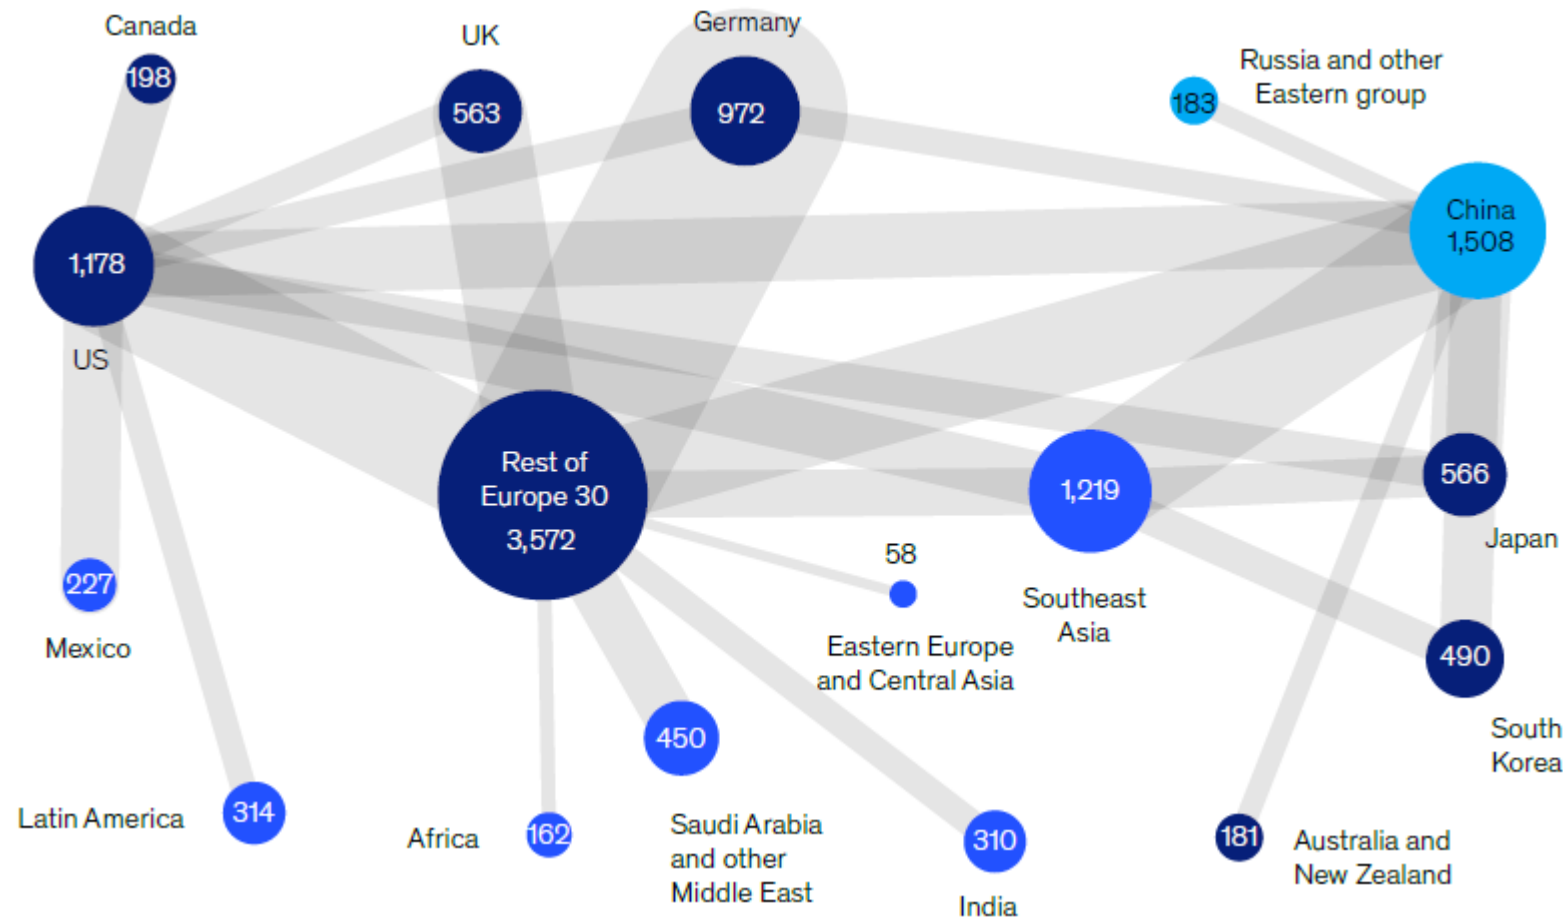 Canada
198
UK
563
Germany
972
Russia and other
Eastern group
183
China
1,508
1,178
US
Rest of
Europe 30
3,572
1,219
Southeast
Asia
566
Japan
58
Eastern Europe
and Central Asia
227
Mexico
490
South
Korea
450
Saudi Arabia
and other
Middle East
Latin America
314
Africa
162
310
India
181
Australia and
New Zealand